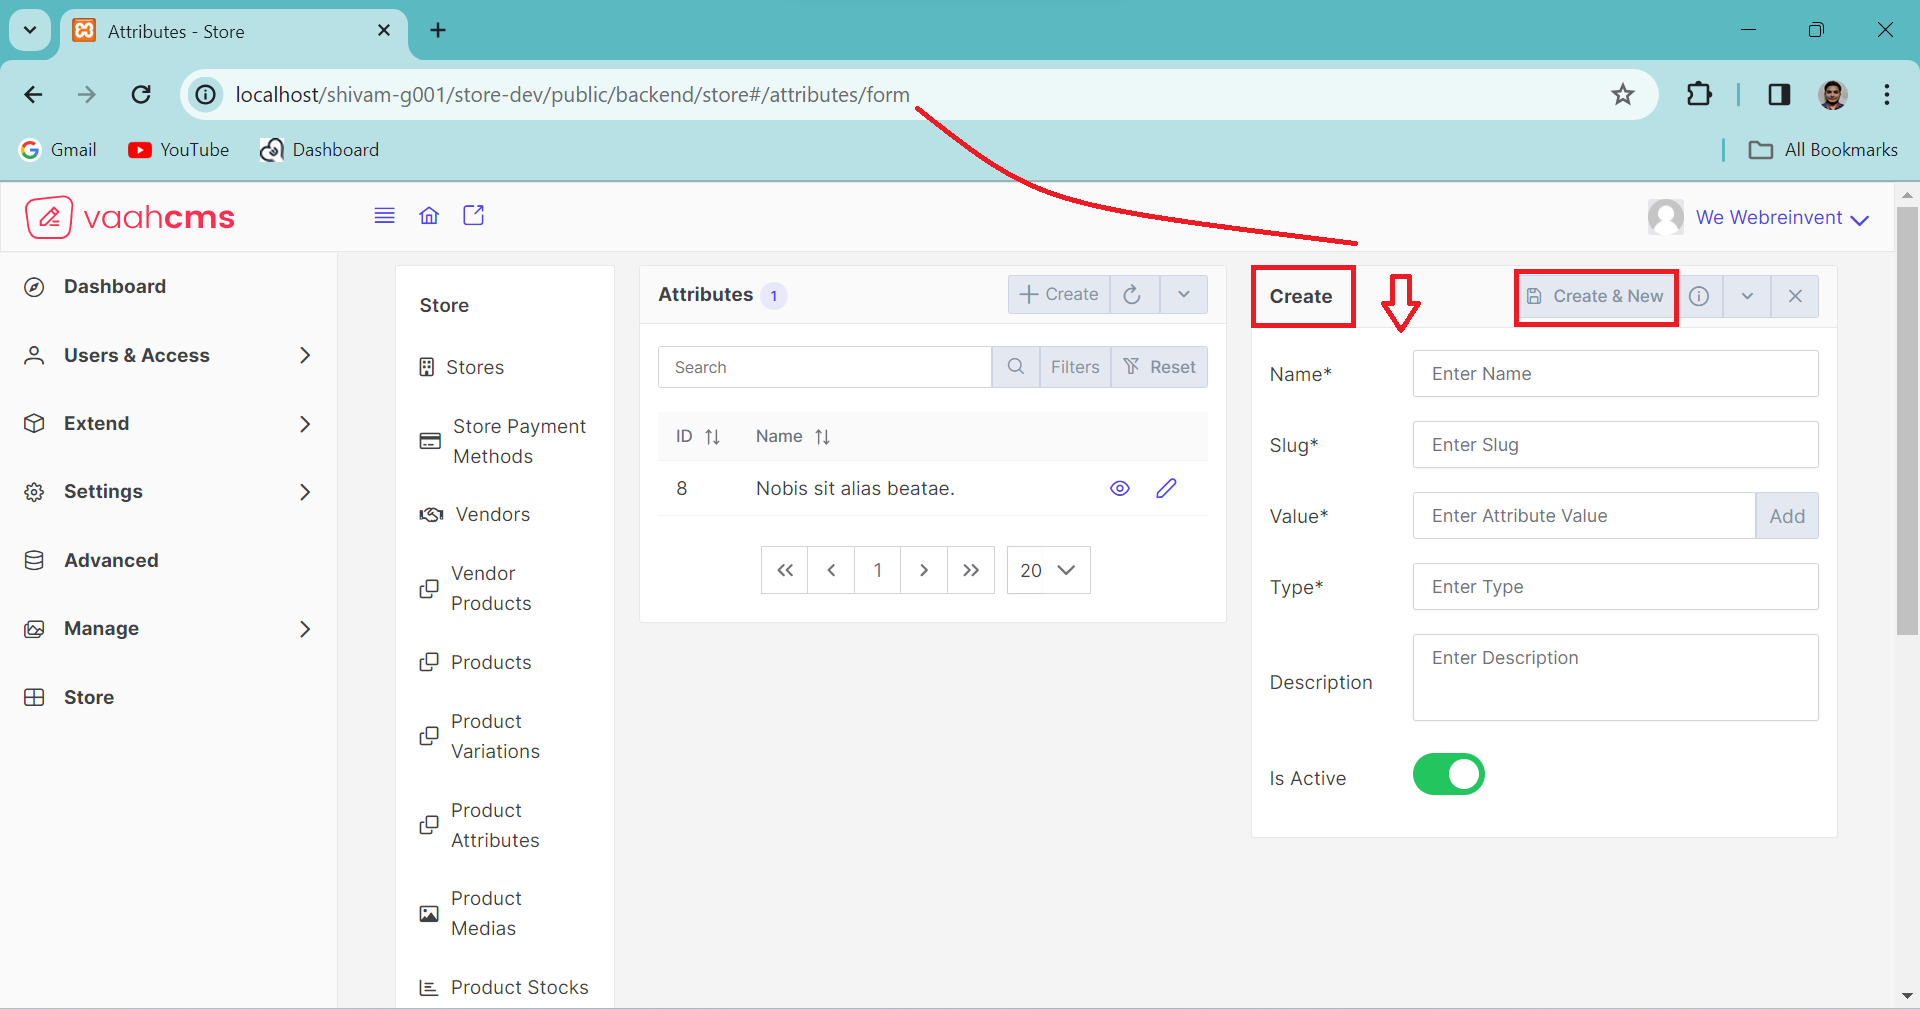 Attributes - Store
localhost/shivam-g001/store-dev/public/backend/store#/attributes/form
Gmail
YouTube
Dashboard
All Bookmarks
vaahcms
We Webreinvent
Dashboard
Users & Access
Extend
Settings
Advanced
Manage
Store
Store
Stores
Store Payment
Methods
Vendors
Vendor
Products
Products
Product
Variations
Product
Attributes
Product
Medias
Product Stocks
Attributes 1
Create
Search
Filters
Reset
ID
Name
8
Nobis sit alias beatae.
1
20
Create
Create & New
Name*
Enter Name
Slug*
Enter Slug
Value*
Enter Attribute Value
Add
Type*
Enter Type
Description
Enter Description
Is Active